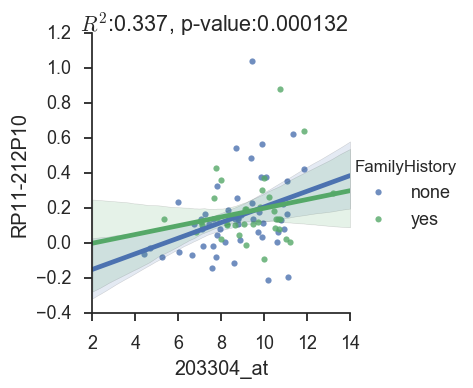 R²:0.337, p-value:0.000132
1.2
1.0
0.8
0.6
0.4
0.2
0.0
−0.2
−0.4
RP11-212P10
FamilyHistory
none
yes
2 4 6 8 10 12 14
203304_at